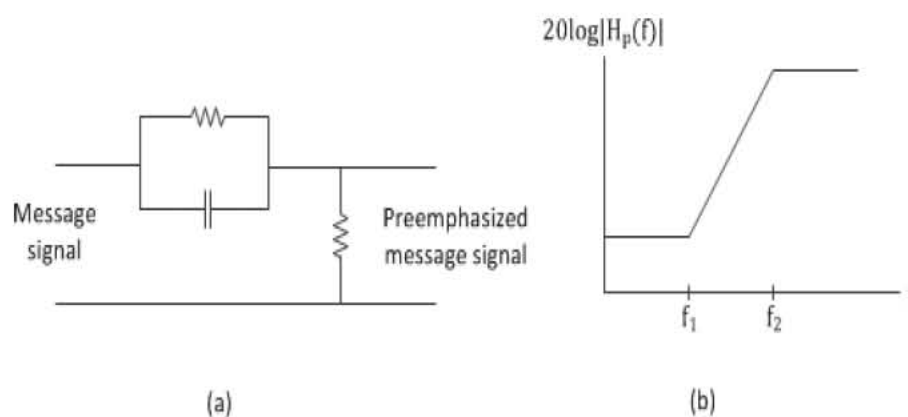 20log|Hₚ(f)|
Message
signal
Preemphasized
message signal
f₁
f₂
(a)
(b)